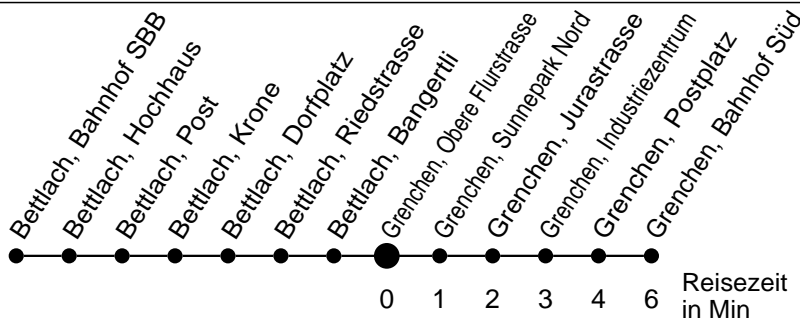 Bettlach, Bahnhof SBB
Bettlach, Hochhaus
Bettlach, Post
Bettlach, Krone
Bettlach, Dorfplatz
Bettlach, Riedstrasse
Bettlach, Bangertli
Grenchen, Obere Flurstrasse
Grenchen, Sunnepark Nord
Grenchen, Jurastrasse
Grenchen, Industriezentrum
Grenchen, Postplatz
Grenchen, Bahnhof Süd
0 1 2 3 4 6 Reisezeit
in Min